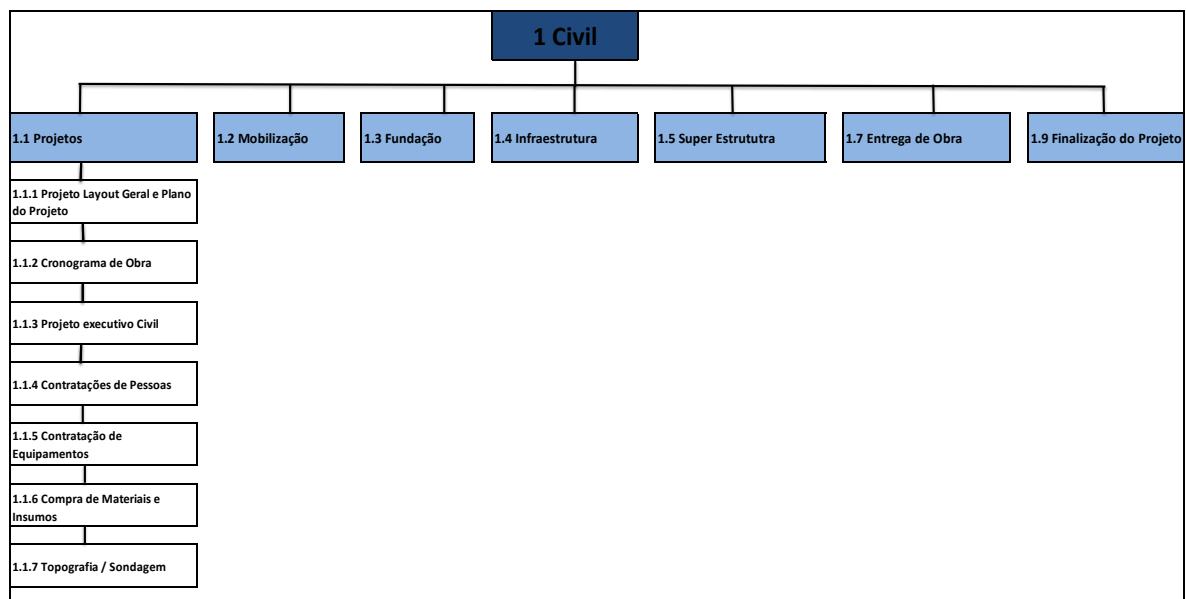 1 Civil
1.1 Projetos
1.2 Mobilização
1.3 Fundação
1.4 Infraestrutura
1.5 Super Estrututra
1.7 Entrega de Obra
1.9 Finalização do Projeto
1.1.1 Projeto Layout Geral e Plano
do Projeto
1.1.2 Cronograma de Obra
1.1.3 Projeto executivo Civil
1.1.4 Contratações de Pessoas
1.1.5 Contratação de
Equipamentos
1.1.6 Compra de Materiais e
Insumos
1.1.7 Topografia / Sondagem